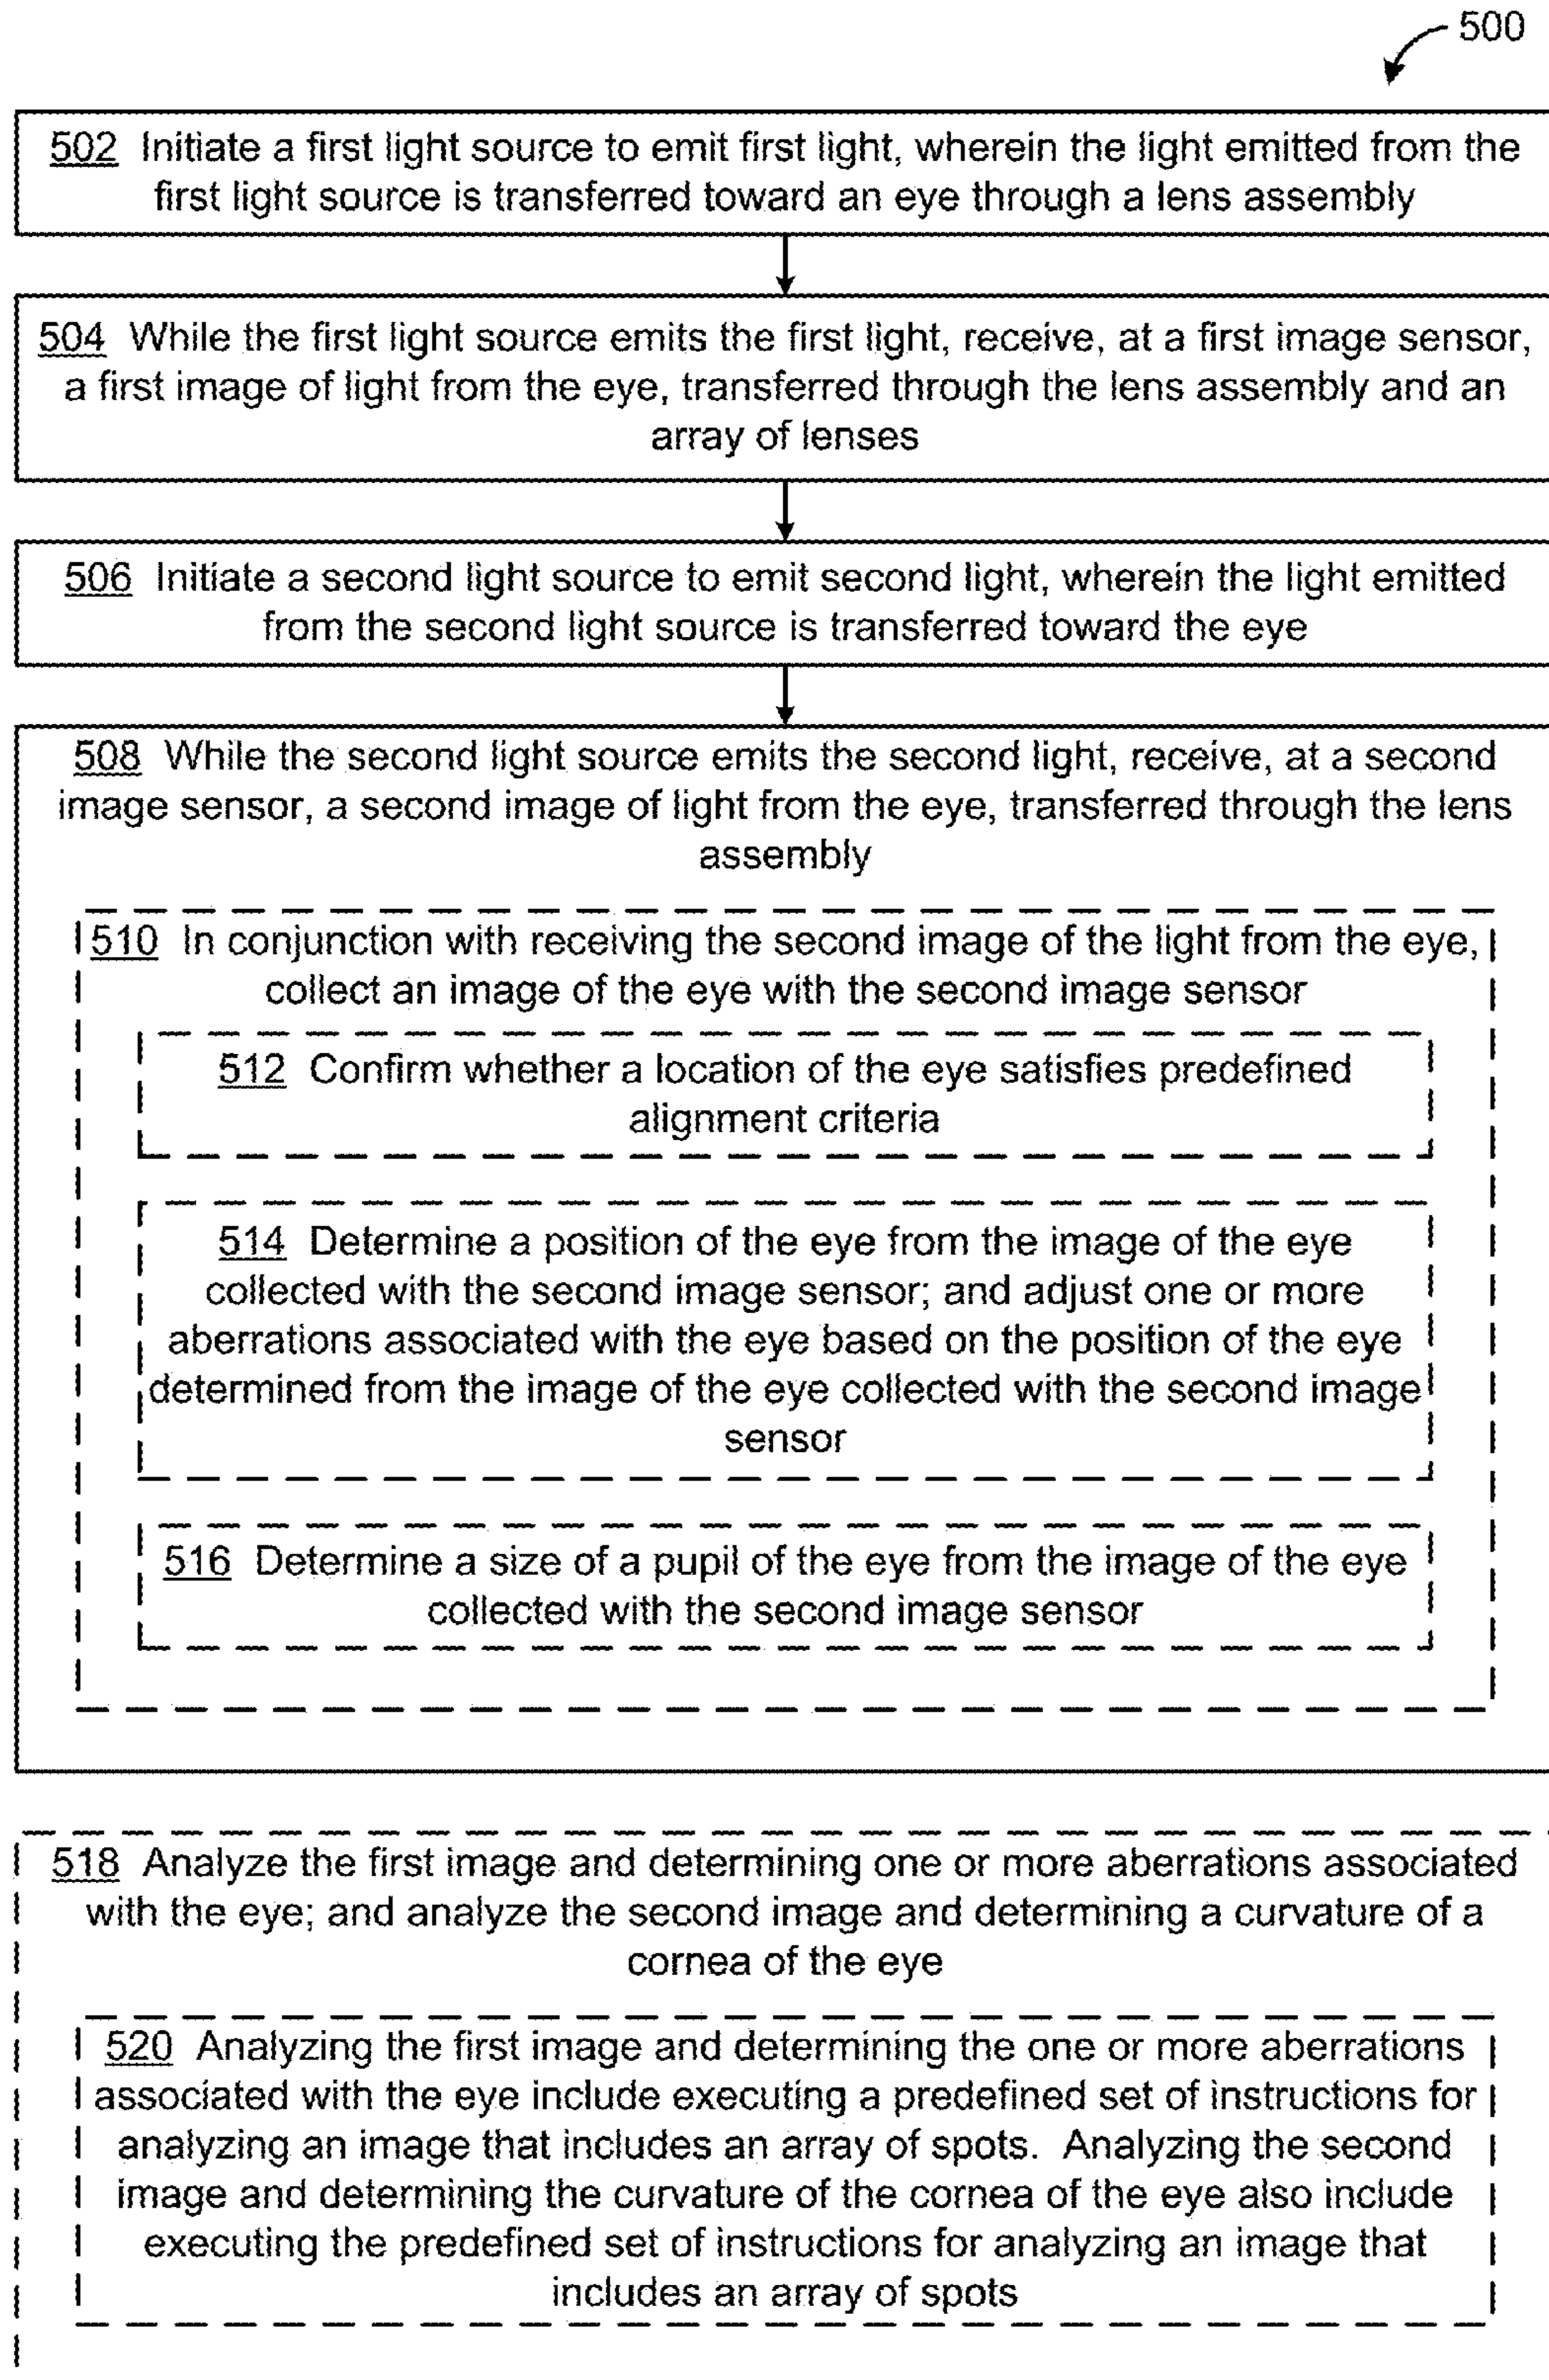 500
502 Initiate a first light source to emit first light, wherein the light emitted from the
first light source is transferred toward an eye through a lens assembly
504 While the first light source emits the first light, receive, at a first image sensor,
a first image of light from the eye, transferred through the lens assembly and an
array of lenses
506 Initiate a second light source to emit second light, wherein the light emitted
from the second light source is transferred toward the eye
508 While the second light source emits the second light, receive, at a second
image sensor, a second image of light from the eye, transferred through the lens
assembly
510 In conjunction with receiving the second image of the light from the eye,
collect an image of the eye with the second image sensor
512 Confirm whether a location of the eye satisfies predefined
alignment criteria
514 Determine a position of the eye from the image of the eye
collected with the second image sensor; and adjust one or more
aberrations associated with the eye based on the position of the eye
determined from the image of the eye collected with the second image
sensor
516 Determine a size of a pupil of the eye from the image of the eye
collected with the second image sensor
518 Analyze the first image and determining one or more aberrations associated
with the eye; and analyze the second image and determining a curvature of a
cornea of the eye
520 Analyzing the first image and determining the one or more aberrations
associated with the eye include executing a predefined set of instructions for
analyzing an image that includes an array of spots. Analyzing the second
image and determining the curvature of the cornea of the eye also include
executing the predefined set of instructions for analyzing an image that
includes an array of spots